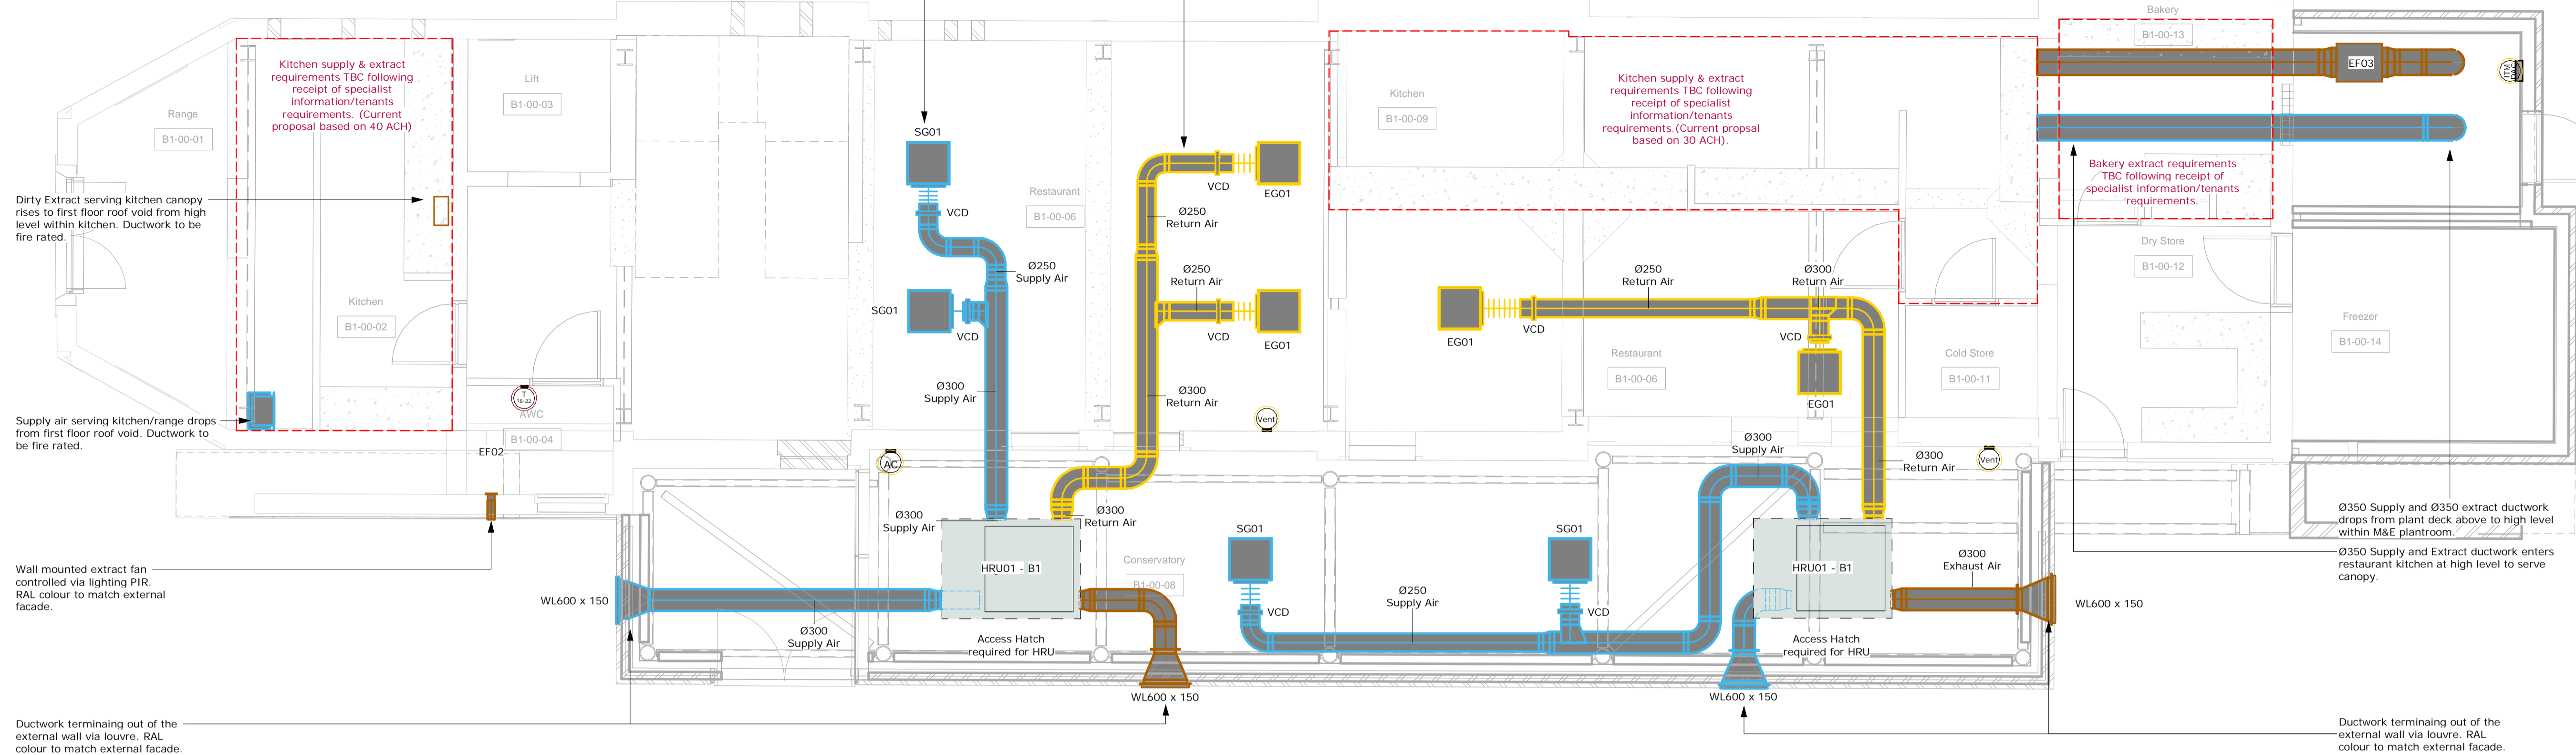 Kitchen supply & extract
requirements TBC following
receipt of specialist
information/tenants
requirements. (Current
proposal based on 40 ACH)
Range
B1-00-01
Lift
B1-00-03
Dirty Extract serving kitchen canopy
rises to first floor roof void from high
level within kitchen. Ductwork to be
fire rated.
Kitchen
B1-00-02
Supply air serving kitchen/range drops
from first floor roof void. Ductwork to
be fire rated.
T
18-22
AWC
B1-00-04
EF02
Wall mounted extract fan
controlled via lighting PIR.
RAL colour to match external
facade.
Ductwork terminaing out of the
external wall via louvre. RAL
colour to match external facade.
SG01
VCD
Ø250
Supply Air
SG01
VCD
Ø300
Supply Air
AC
Ø300
Supply Air
Restaurant
B1-00-06
VCD
EG01
Ø250
Return Air
Ø250
Return Air
VCD
EG01
Ø300
Return Air
Vent
Ø300
Return Air
HRU01 - B1
Access Hatch
required for HRU
WL600 x 150
Ø300
Supply Air
Conservatory
B1-00-08
WL600 x 150
SG01
VCD
Ø250
Supply Air
SG01
VCD
Kitchen
B1-00-09
Kitchen supply & extract
requirements TBC following
receipt of specialist
information/tenants
requirements.(Current propsal
based on 30 ACH).
EG01
VCD
Ø250
Return Air
Ø300
Return Air
VCD
EG01
Restaurant
B1-00-06
Cold Store
B1-00-11
Ø300
Supply Air
Ø300
Return Air
Vent
HRU01 - B1
Access Hatch
required for HRU
Ø300
Exhaust Air
WL600 x 150
WL600 x 150
Bakery
B1-00-13
EF03
TTM
DAC
Bakery extract requirements
TBC following receipt of
specialist information/tenants
requirements.
Dry Store
B1-00-12
Freezer
B1-00-14
Ø350 Supply and Ø350 extract ductwork
drops from plant deck above to high level
within M&E plantroom.
Ø350 Supply and Extract ductwork enters
restaurant kitchen at high level to serve
canopy.
Ductwork terminaing out of the
external wall via louvre. RAL
colour to match external facade.